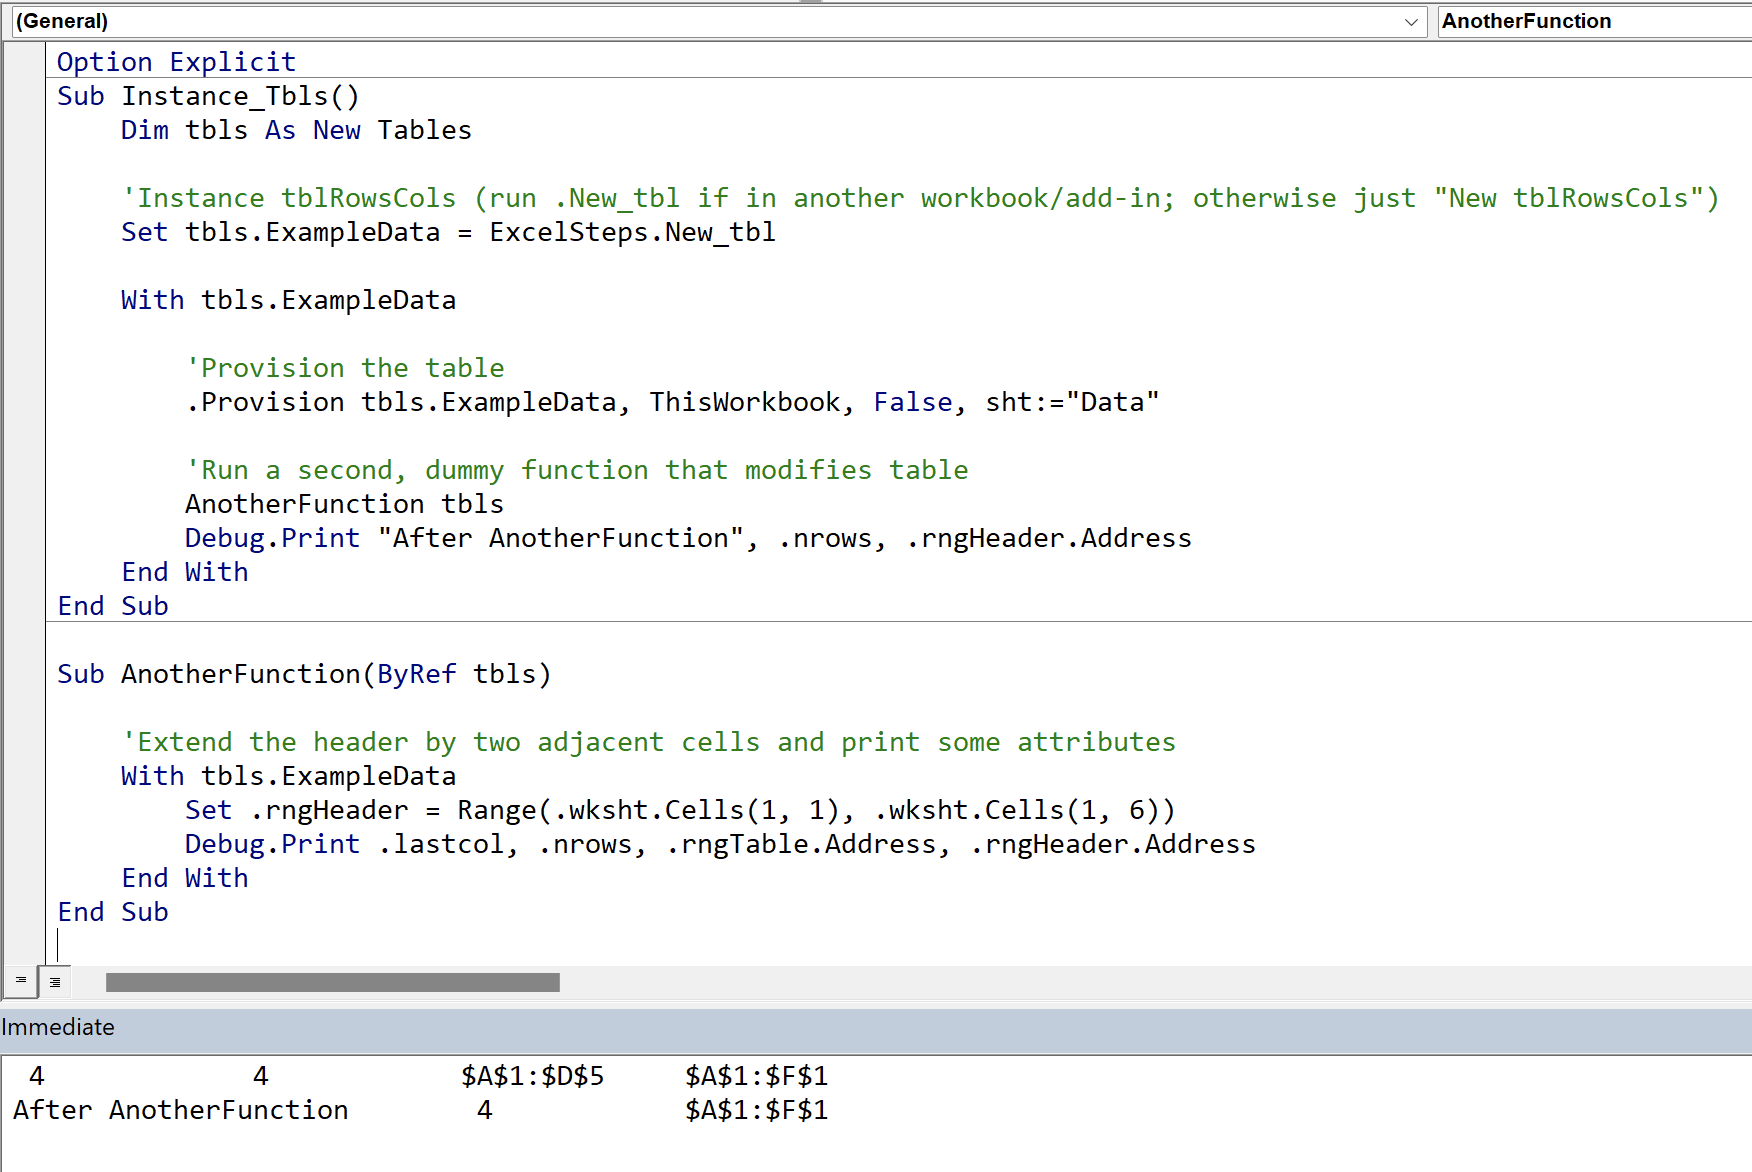 (General) AnotherFunction
Option Explicit
Sub Instance_Tbls()
    Dim tbls As New Tables
    'Instance tblRowsCols (run .New_tbl if in another workbook/add-in; otherwise just "New tblRowsCols")
    Set tbls.ExampleData = ExcelSteps.New_tbl
    With tbls.ExampleData
        'Provision the table
        .Provision tbls.ExampleData, ThisWorkbook, False, sht:="Data"
        'Run a second, dummy function that modifies table
        AnotherFunction tbls
        Debug.Print "After AnotherFunction", .nrows, .rngHeader.Address
    End With
End Sub
Sub AnotherFunction(ByRef tbls)
    'Extend the header by two adjacent cells and print some attributes
    With tbls.ExampleData
        Set .rngHeader = Range(.wksht.Cells(1, 1), .wksht.Cells(1, 6))
        Debug.Print .lastcol, .nrows, .rngTable.Address, .rngHeader.Address
    End With
End Sub
Immediate
 4             4            $A$1:$D$5     $A$1:$F$1
After AnotherFunction        4            $A$1:$F$1